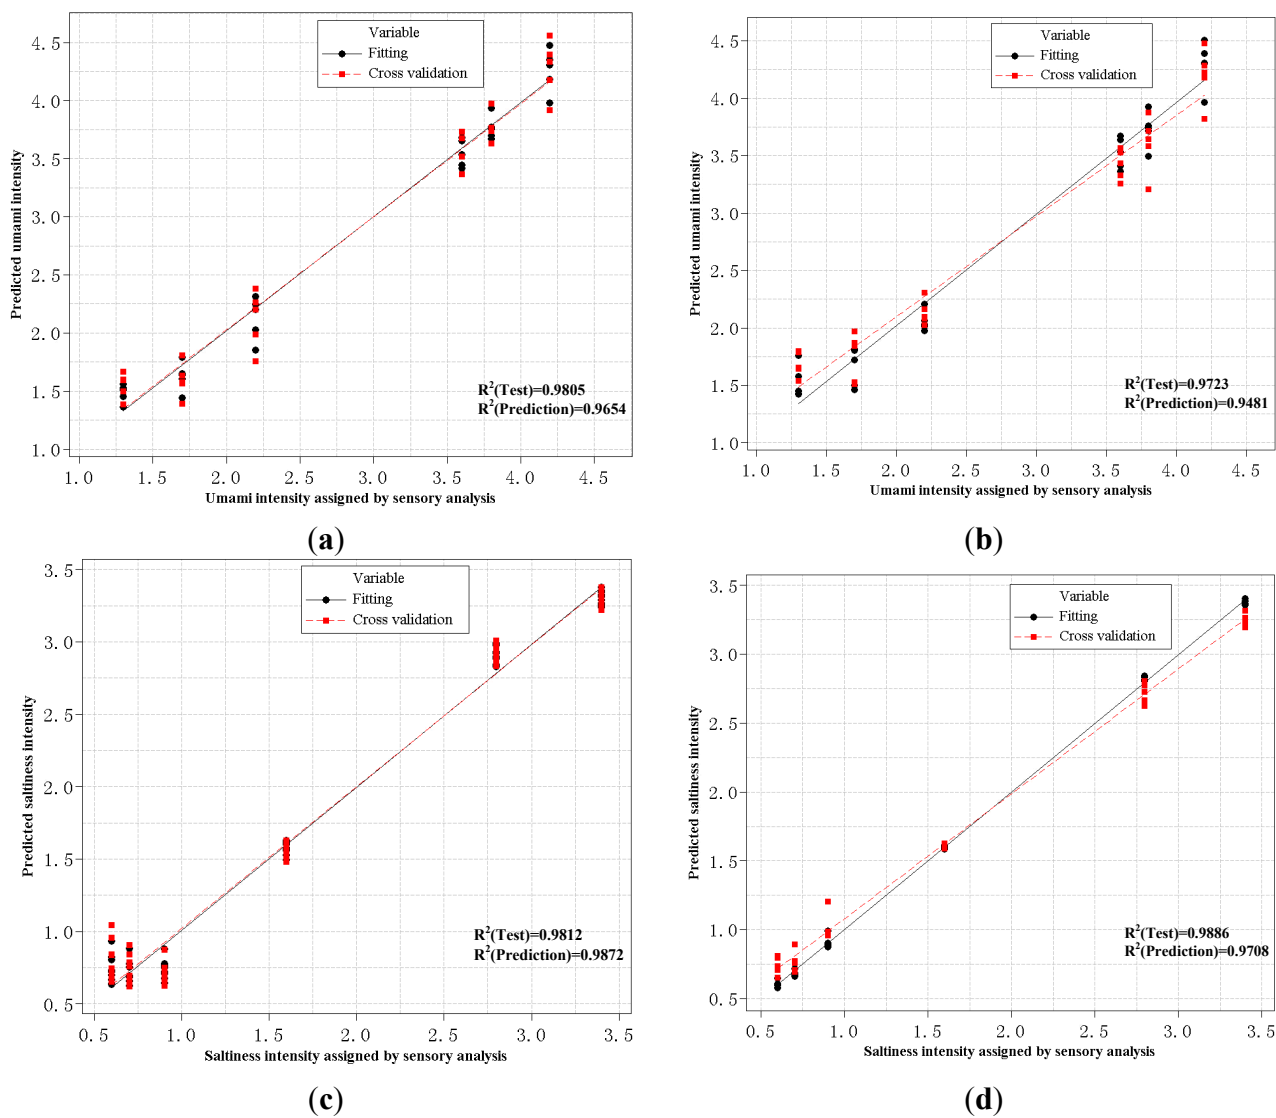 Variable
Fitting
Cross validation
4.5
4.0
3.5
3.0
2.5
2.0
1.5
1.0
Predicted umami intensity
R²(Test)=0.9805
R²(Prediction)=0.9654
1.0 1.5 2.0 2.5 3.0 3.5 4.0 4.5
Umami intensity assigned by sensory analysis
(a)
Variable
Fitting
Cross validation
4.5
4.0
3.5
3.0
2.5
2.0
1.5
1.0
Predicted umami intensity
R²(Test)=0.9723
R²(Prediction)=0.9481
1.0 1.5 2.0 2.5 3.0 3.5 4.0 4.5
Umami intensity assigned by sensory analysis
(b)
Variable
Fitting
Cross validation
3.5
3.0
2.5
2.0
1.5
1.0
0.5
Predicted saltiness intensity
R²(Test)=0.9812
R²(Prediction)=0.9872
0.5 1.0 1.5 2.0 2.5 3.0 3.5
Saltiness intensity assigned by sensory analysis
(c)
Variable
Fitting
Cross validation
3.5
3.0
2.5
2.0
1.5
1.0
0.5
Predicted saltiness intensity
R²(Test)=0.9886
R²(Prediction)=0.9708
0.5 1.0 1.5 2.0 2.5 3.0 3.5
Saltiness intensity assigned by sensory analysis
(d)